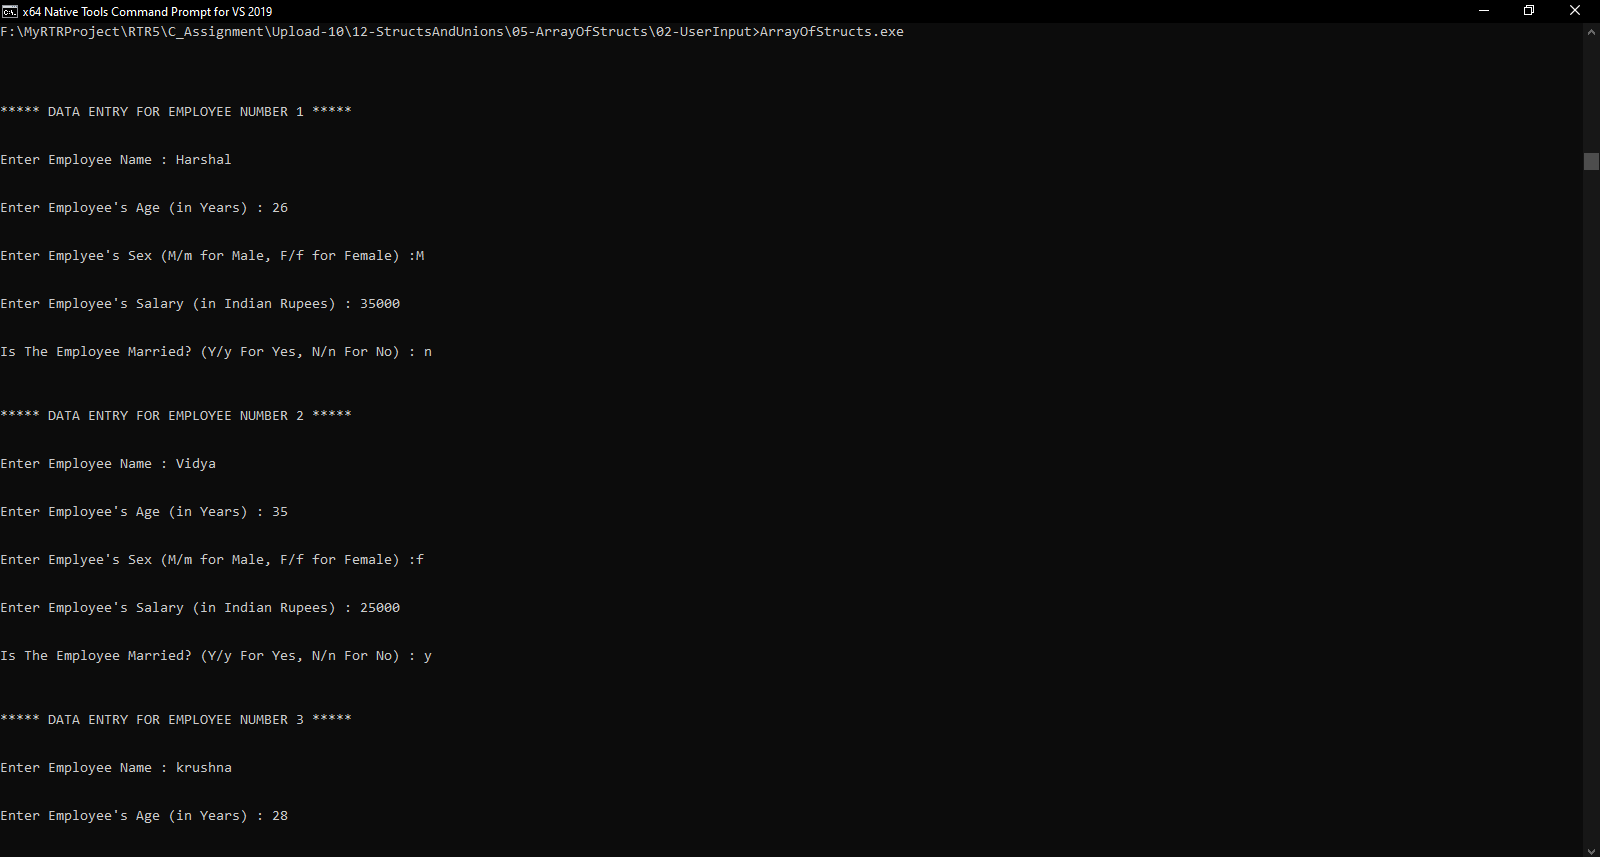 x64 Native Tools Command Prompt for VS 2019
F:\MyRTRProject\RTR5\C_Assignment\Upload-10\12-StructsAndUnions\05-ArrayOfStructs\02-UserInput>ArrayOfStructs.exe
***** DATA ENTRY FOR EMPLOYEE NUMBER 1 *****
Enter Employee Name : Harshal
Enter Employee's Age (in Years) : 26
Enter Emplyee's Sex (M/m for Male, F/f for Female) :M
Enter Employee's Salary (in Indian Rupees) : 35000
Is The Employee Married? (Y/y For Yes, N/n For No) : n
***** DATA ENTRY FOR EMPLOYEE NUMBER 2 *****
Enter Employee Name : Vidya
Enter Employee's Age (in Years) : 35
Enter Emplyee's Sex (M/m for Male, F/f for Female) :f
Enter Employee's Salary (in Indian Rupees) : 25000
Is The Employee Married? (Y/y For Yes, N/n For No) : y
***** DATA ENTRY FOR EMPLOYEE NUMBER 3 *****
Enter Employee Name : krushna
Enter Employee's Age (in Years) : 28